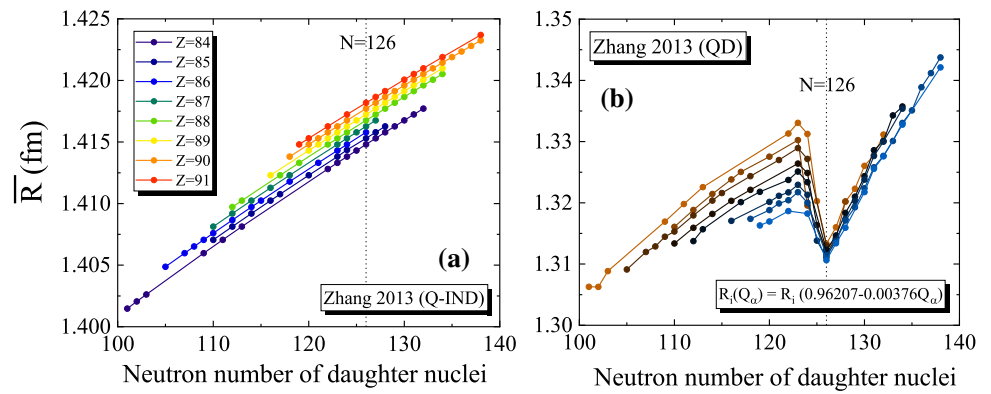 1.425
1.420
1.415
1.410
1.405
1.400
R (fm)
Z=84
Z=85
Z=86
Z=87
Z=88
Z=89
Z=90
Z=91
N=126
(a)
Zhang 2013 (Q-IND)
100 110 120 130 140
Neutron number of daughter nuclei
1.35
1.34
1.33
1.32
1.31
1.30
Zhang 2013 (QD)
(b)
N=126
Rᵢ(Qα) = Rᵢ (0.96207-0.00376Qα)
100 110 120 130 140
Neutron number of daughter nuclei